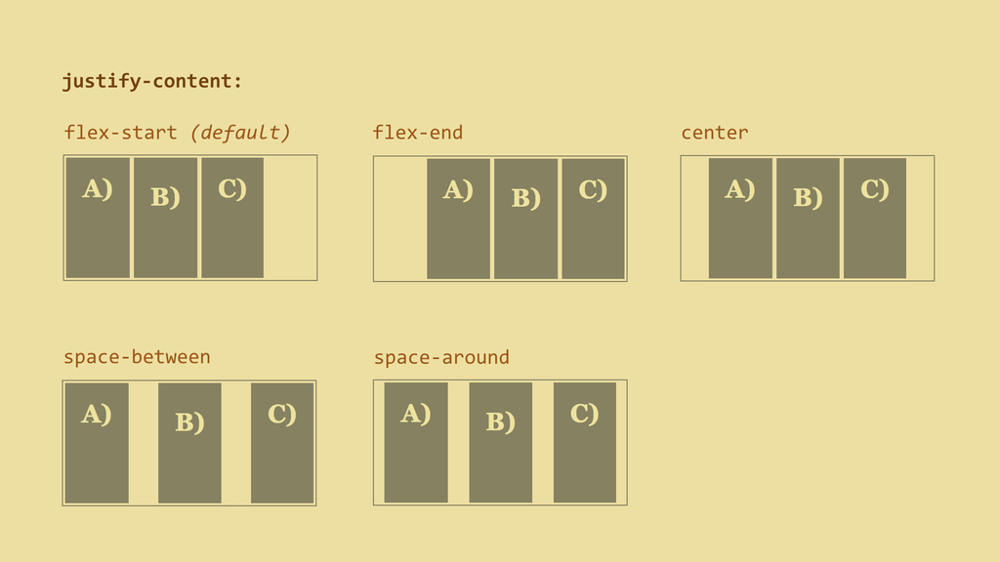 justify-content:
flex-start (default)
A) B) C)
flex-end
A) B) C)
center
A) B) C)
space-between
A) B) C)
space-around
A) B) C)